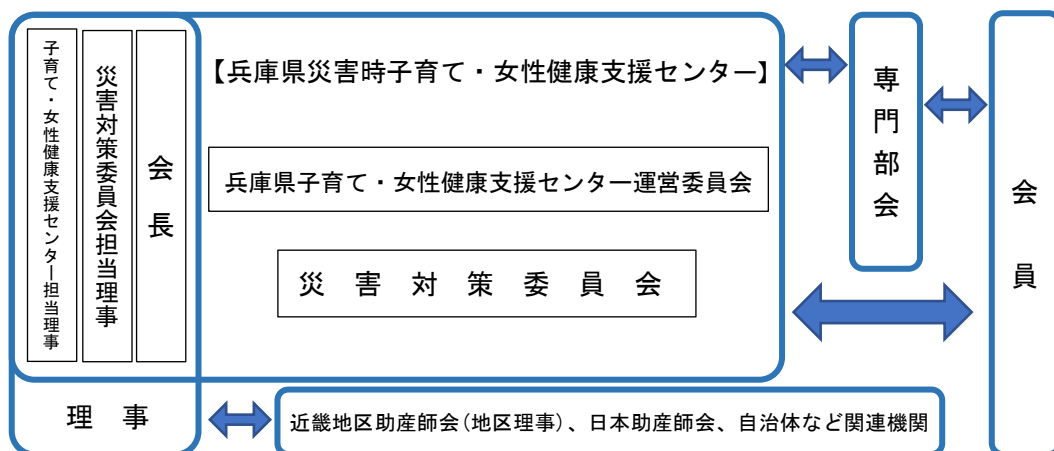 子育て・女性健康支援センター担当理事
災害対策委員会担当理事
会長
【兵庫県災害時子育て・女性健康支援センター】
兵庫県子育て・女性健康支援センター運営委員会
災害対策委員会
専門部会
会員
理事
近畿地区助産師会(地区理事)、日本助産師会、自治体など関連機関